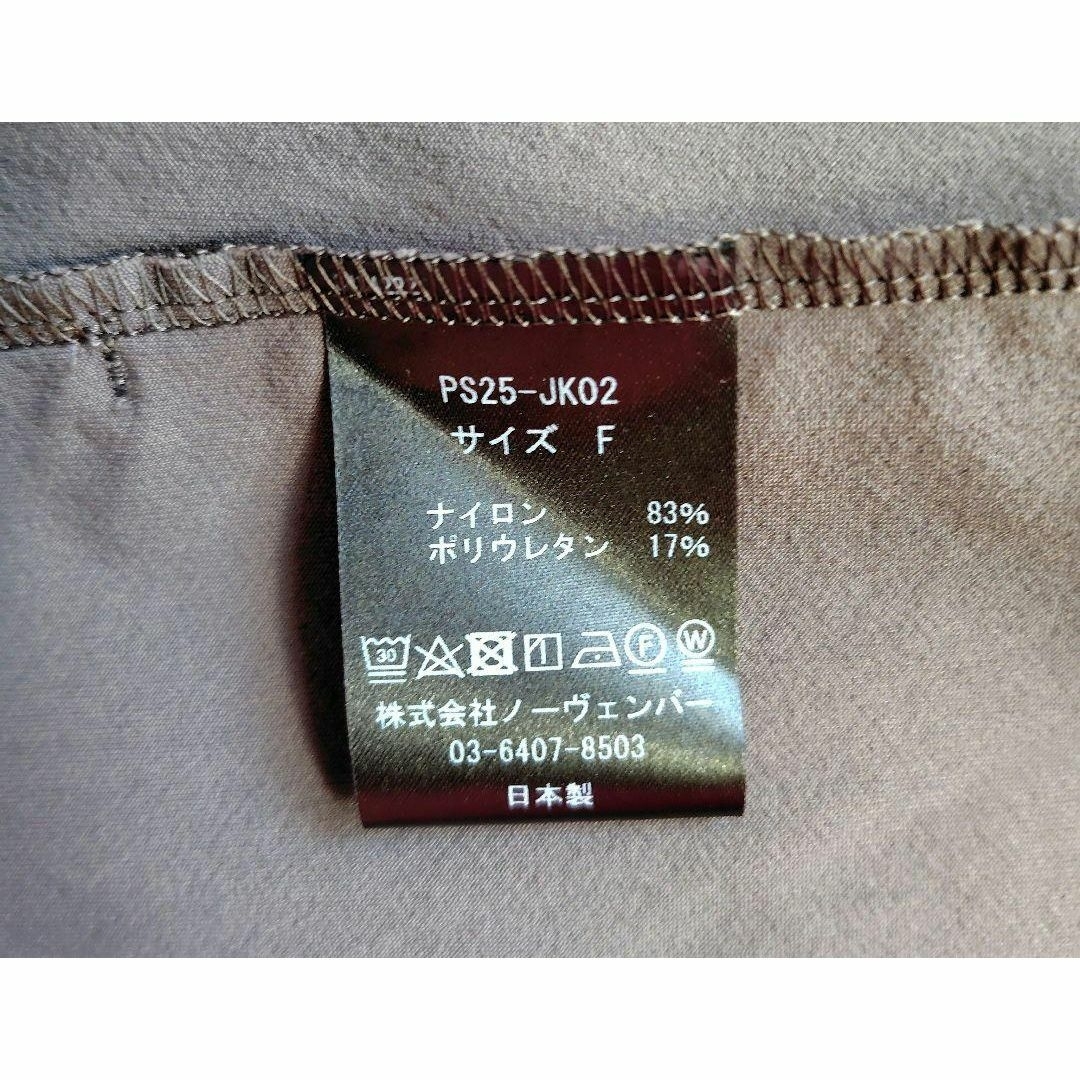 PS25-JK02
サイズ F
ナイロン 83%
ポリウレタン 17%
30 F W
株式会社ノーヴェンバー
03-6407-8503
日本製